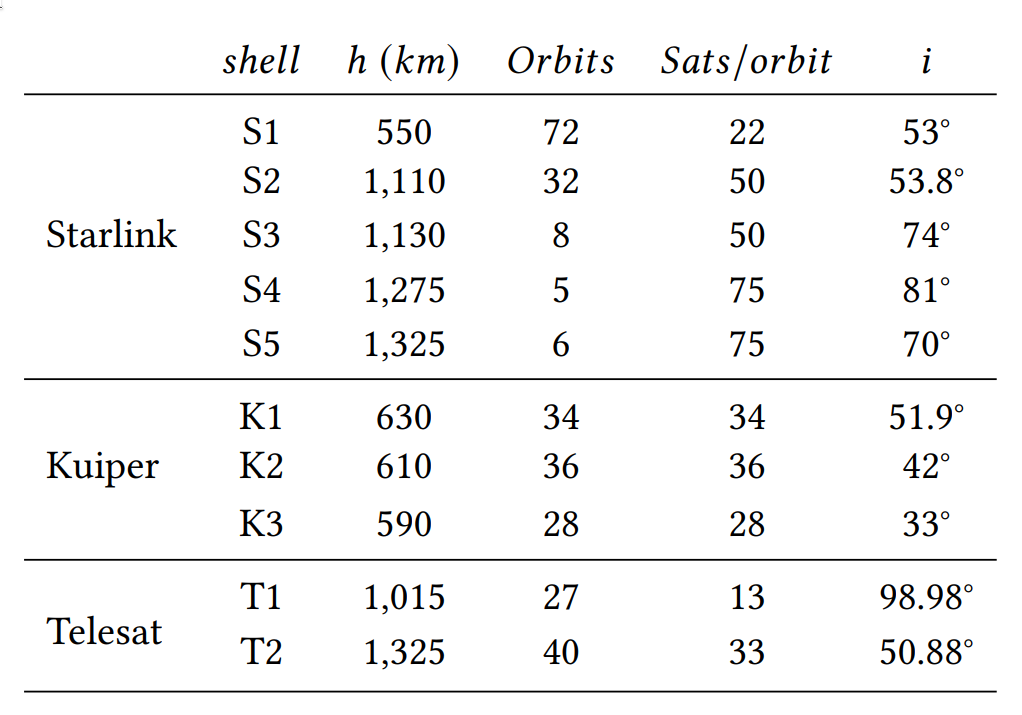 shell h (km) Orbits Sats/orbit i
S1 550 72 22 53°
S2 1,110 32 50 53.8°
Starlink S3 1,130 8 50 74°
S4 1,275 5 75 81°
S5 1,325 6 75 70°
K1 630 34 34 51.9°
Kuiper K2 610 36 36 42°
K3 590 28 28 33°
T1 1,015 27 13 98.98°
Telesat
T2 1,325 40 33 50.88°